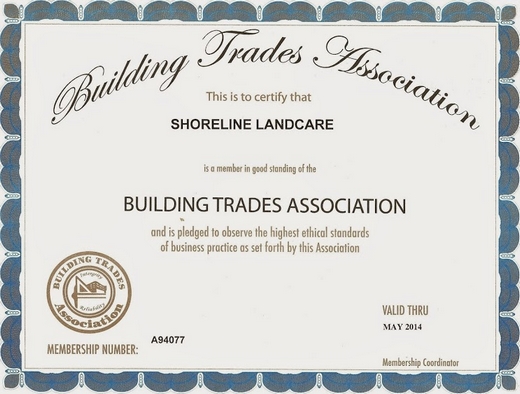 Building Trades Association
This is to certify that
SHORELINE LANDCARE
is a member in good standing of the
BUILDING TRADES ASSOCIATION
and is pledged to observe the highest ethical standards
of business practice as set forth by this Association
BUILDING TRADES
Integrity
Reliability
Association
VALID THRU
MAY 2014
MEMBERSHIP NUMBER:
A94077
Membership Coordinator